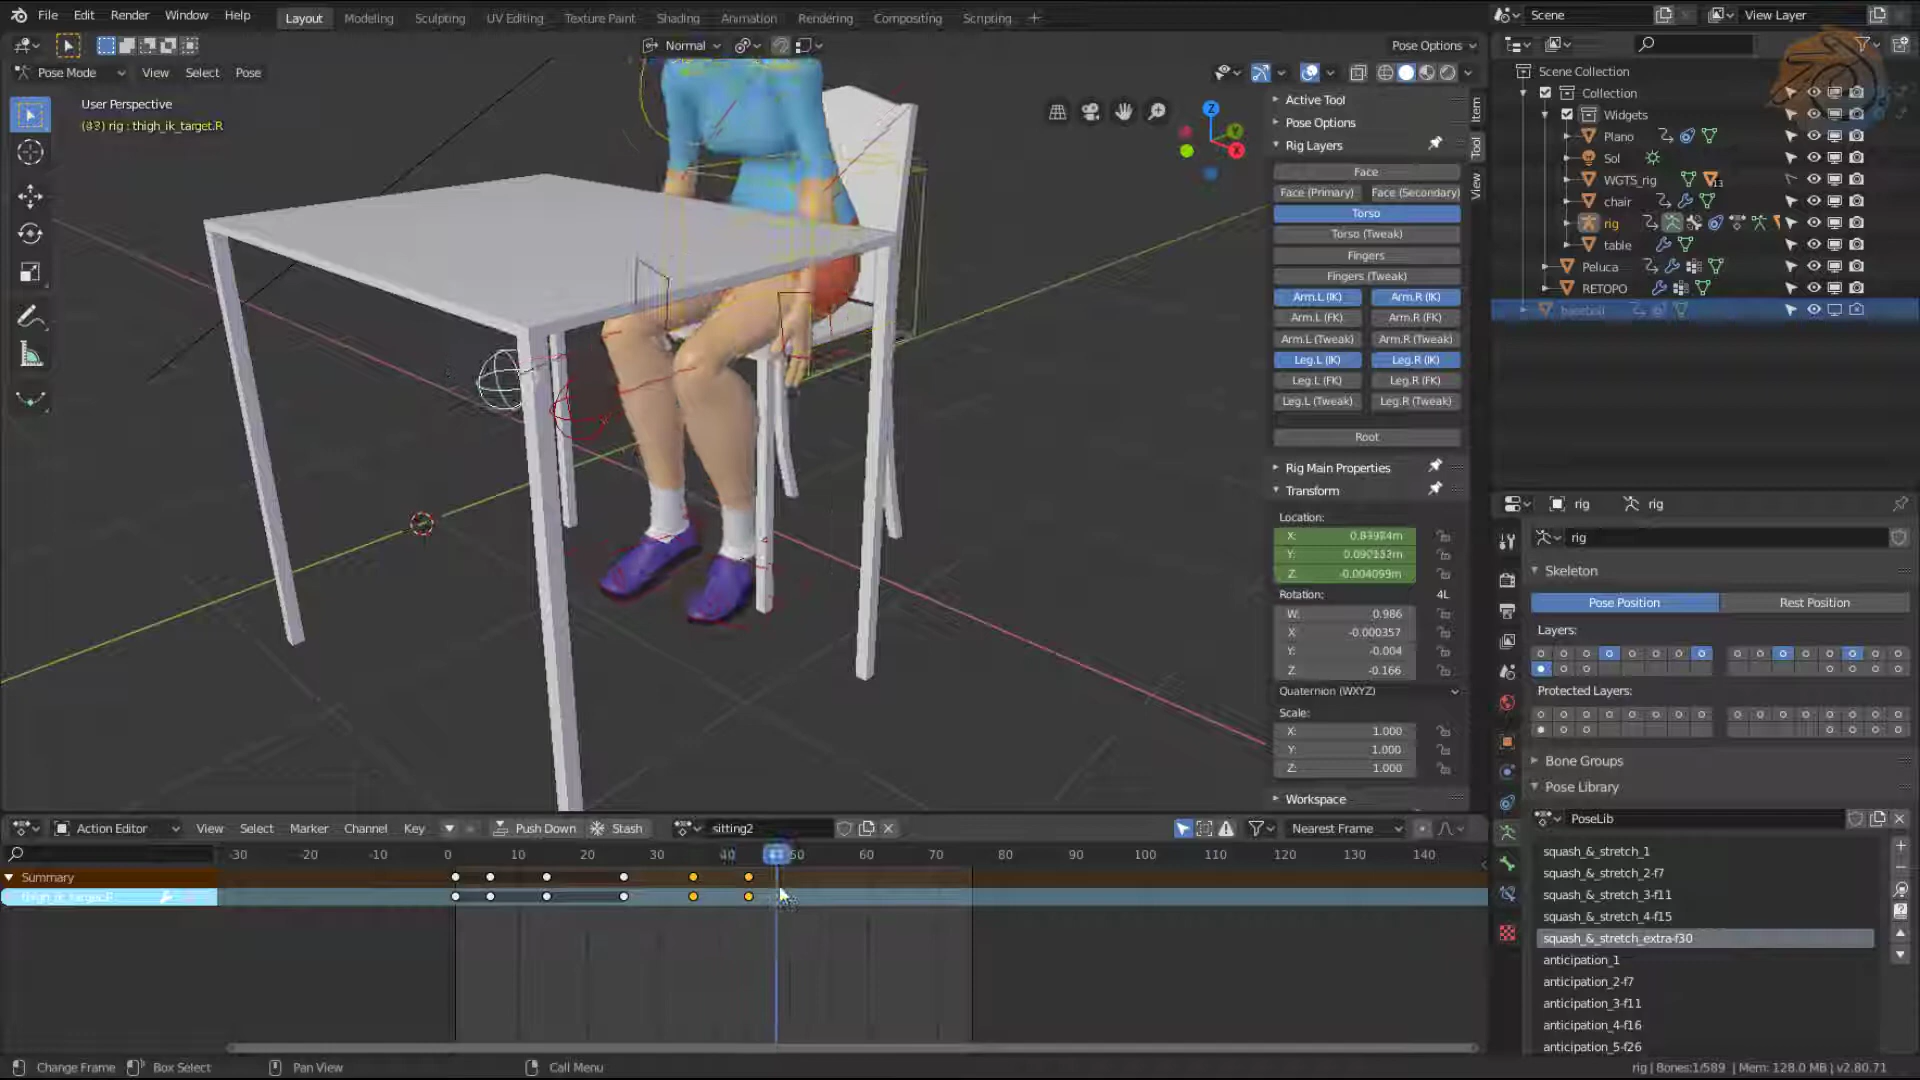 File Edit Render Window Help
Layout Modeling Sculpting UV Editing Texture Paint Shading Animation Rendering Compositing Scripting +
Scene View Layer
Normal Pose Options
Pose Mode View Select Pose
User Perspective
rig : thigh_ik_target.R
Z
Y
X
Item
Tool
View
Active Tool
Pose Options
Rig Layers
Face
Face (Primary) Face (Secondary)
Torso
Torso (Tweak)
Fingers
Fingers (Tweak)
Arm.L (IK) Arm.R (IK)
Arm.L (FK) Arm.R (FK)
Arm.L (Tweak) Arm.R (Tweak)
Leg.L (IK) Leg.R (IK)
Leg.L (FK) Leg.R (FK)
Leg.L (Tweak) Leg.R (Tweak)
Root
Rig Main Properties
Transform
Location:
X:
Y:
Z: -0.004099m
Rotation: 4L
W: 0.986
X: -0.000357
Y: -0.004
Z: -0.166
Quaternion (WXYZ)
Scale:
X: 1.000
Y: 1.000
Z: 1.000
Workspace
Scene Collection
Collection
Widgets
Plano
Sol
WGTS_rig 13
chair
rig
table
Peluca
RETOPO
rig rig
rig
Skeleton
Pose Position Rest Position
Layers:
Protected Layers:
Bone Groups
Pose Library
PoseLib
squash_&_stretch_1
squash_&_stretch_2-f7
squash_&_stretch_3-f11
squash_&_stretch_4-f15
squash_&_stretch_extra-f30
anticipation_1
anticipation_2-f7
anticipation_3-f11
anticipation_4-f16
anticipation_5-f26
Action Editor View Select Marker Channel Key Push Down Stash sitting2 Nearest Frame
-30 -20 -10 0 10 20 30 40 50 60 70 80 90 100 110 120 130 140
Summary
Change Frame Box Select Pan View Call Menu
rig | Bones:1/589 | Mem: 128.0 MB | v2.80.71